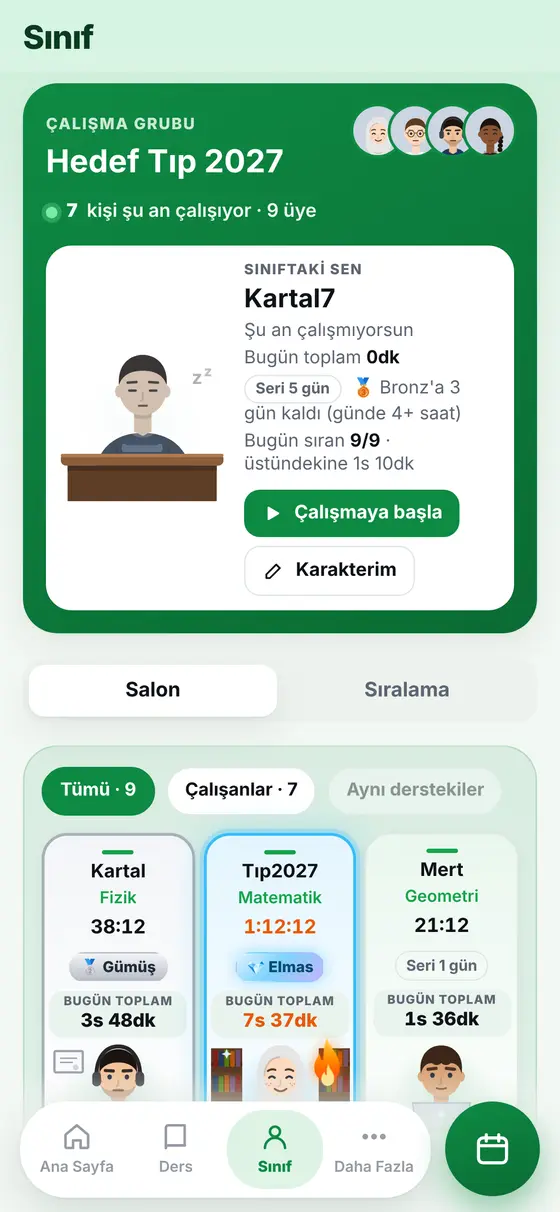 Sınıf
ÇALIŞMA GRUBU
Hedef Tıp 2027
7 kişi şu an çalışıyor · 9 üye
SINIFTAKİ SEN
Kartal7
Şu an çalışmıyorsun
Bugün toplam 0dk
Seri 5 gün 🏅 Bronz'a 3
gün kaldı (günde 4+ saat)
Bugün sıran 9/9 ·
üstündekine 1s 10dk
Çalışmaya başla
Karakterim
z z
Salon Sıralama
Tümü · 9 Çalışanlar · 7 Aynı derstekiler
Kartal
Fizik
38:12
Gümüş
BUGÜN TOPLAM
3s 48dk
Tıp2027
Matematik
1:12:12
Elmas
BUGÜN TOPLAM
7s 37dk
Mert
Geometri
21:12
Seri 1 gün
BUGÜN TOPLAM
1s 36dk
Ana Sayfa Ders Sınıf Daha Fazla